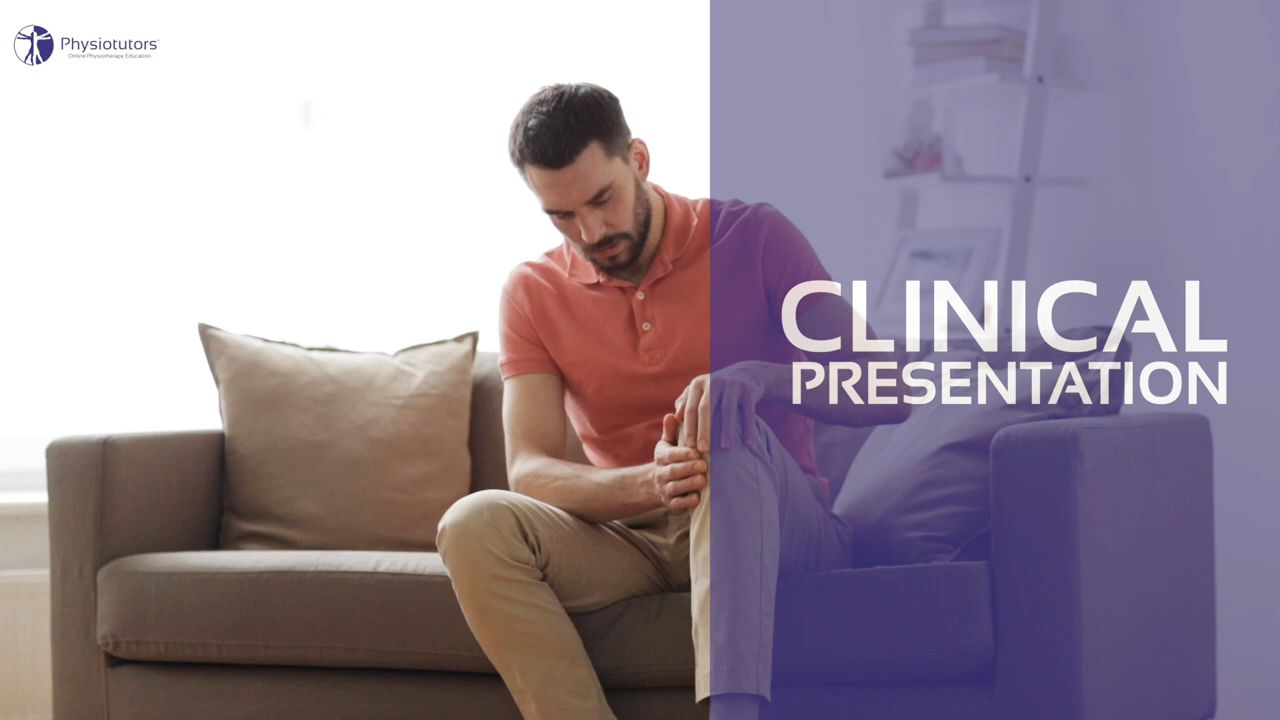 Physiotutors
Online Physiotherapy Education
CLINICAL
PRESENTATION